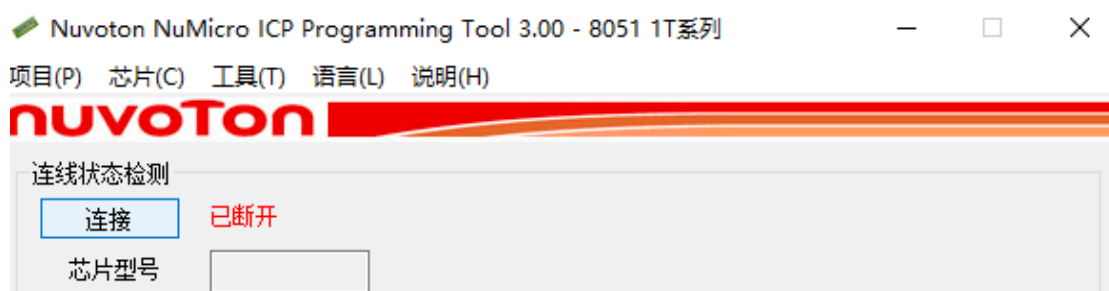 Nuvoton NuMicro ICP Programming Tool 3.00 - 8051 1T系列
项目(P) 芯片(C) 工具(T) 语言(L) 说明(H)
nuvoTon
连线状态检测
连接 已断开
芯片型号